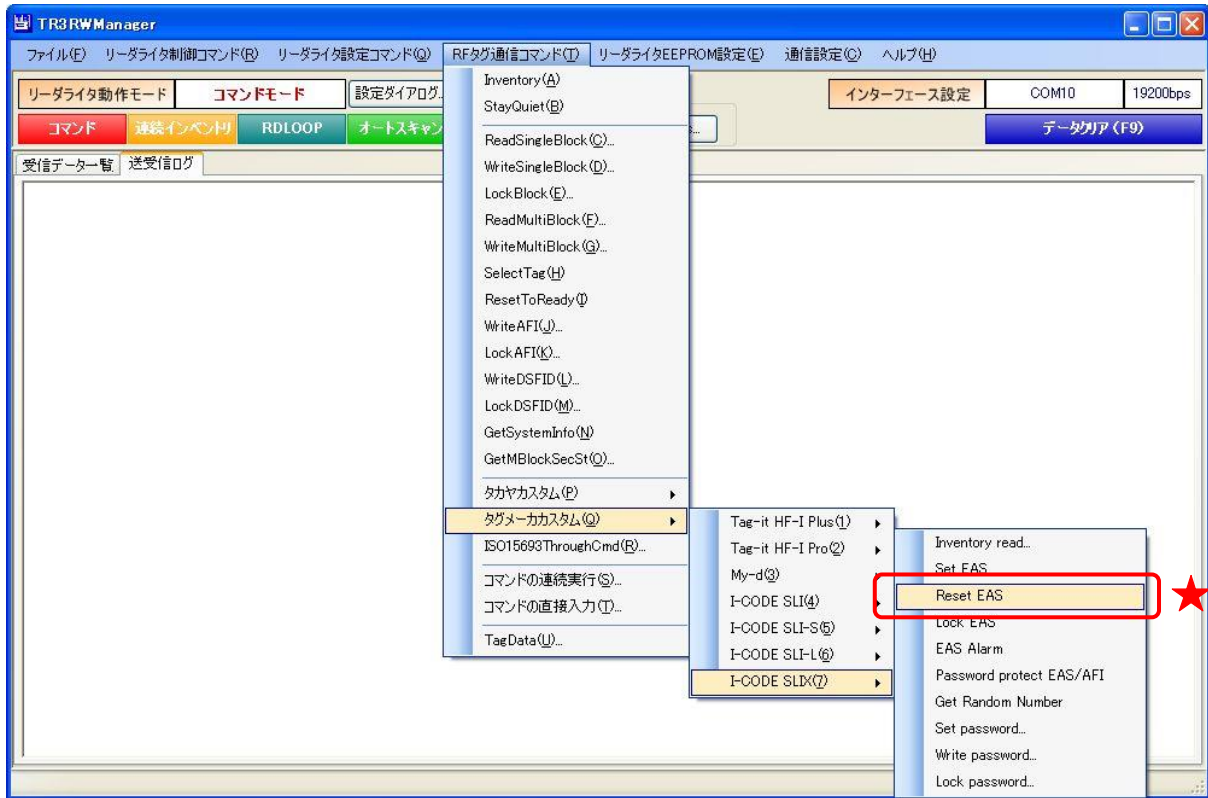 TR3RWManager
ファイル(F) リーダライタ制御コマンド(R) リーダライタ設定コマンド(Q) RFタグ通信コマンド(T) リーダライタEEPROM設定(E) 通信設定(C) ヘルプ(H)
リーダライタ動作モード コマンドモード 設定ダイアログ. インターフェース設定 COM10 19200bps
コマンド 連続インベントリ RDLOOP オートスキャン データクリア (F9)
受信データ一覧 送受信ログ
Inventory(A)
StayQuiet(B)
ReadSingleBlock(C)...
WriteSingleBlock(D)...
LockBlock(E)...
ReadMultiBlock(F)...
WriteMultiBlock(G)...
SelectTag(H)
ResetToReady(I)
WriteAFI(J)...
LockAFI(K)...
WriteDSFID(L)...
LockDSFID(M)...
GetSystemInfo(N)
GetMBlockSecSt(O)...
タカヤカスタム(P)
タグメーカカスタム(Q)
ISO15693ThroughCmd(R)...
コマンドの連続実行(S)...
コマンドの直接入力(T)...
TagData(U)...
Tag-it HF-I Plus(1)
Tag-it HF-I Pro(2)
My-d(3)
I-CODE SLI(4)
I-CODE SLI-S(5)
I-CODE SLI-L(6)
I-CODE SLIX(7)
Inventory read...
Set EAS
Reset EAS
Lock EAS
EAS Alarm
Password protect EAS/AFI
Get Random Number
Set password...
Write password...
Lock password...